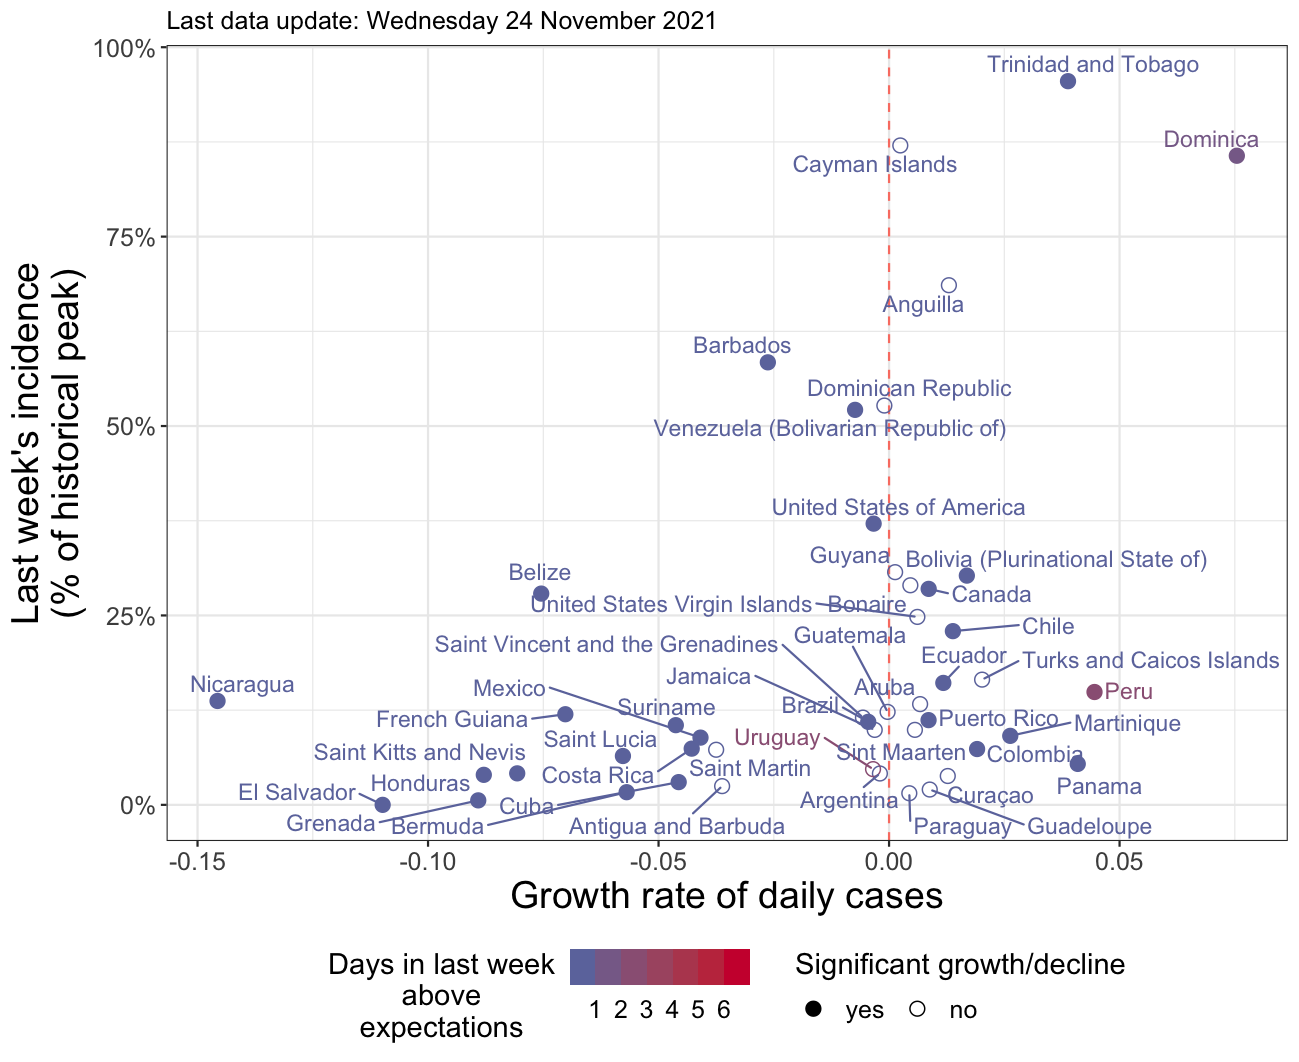 Last data update: Wednesday 24 November 2021
100%
75%
50%
25%
0%
Last week's incidence
(% of historical peak)
Trinidad and Tobago
Dominica
Cayman Islands
Anguilla
Barbados
Dominican Republic
Venezuela (Bolivarian Republic of)
United States of America
Guyana
Bolivia (Plurinational State of)
Belize
Canada
United States Virgin Islands
Bonaire
Chile
Guatemala
Saint Vincent and the Grenadines
Ecuador
Turks and Caicos Islands
Jamaica
Nicaragua
Mexico
Aruba
Peru
Suriname
Brazil
French Guiana
Puerto Rico
Martinique
Saint Lucia
Uruguay
Saint Kitts and Nevis
Sint Maarten
Colombia
Costa Rica
Saint Martin
Honduras
Panama
El Salvador
Cuba
Argentina
Curaçao
Grenada
Bermuda
Antigua and Barbuda
Paraguay
Guadeloupe
-0.15
-0.10
-0.05
0.00
0.05
Growth rate of daily cases
Days in last week
above
expectations
1 2 3 4 5 6
Significant growth/decline
yes
no